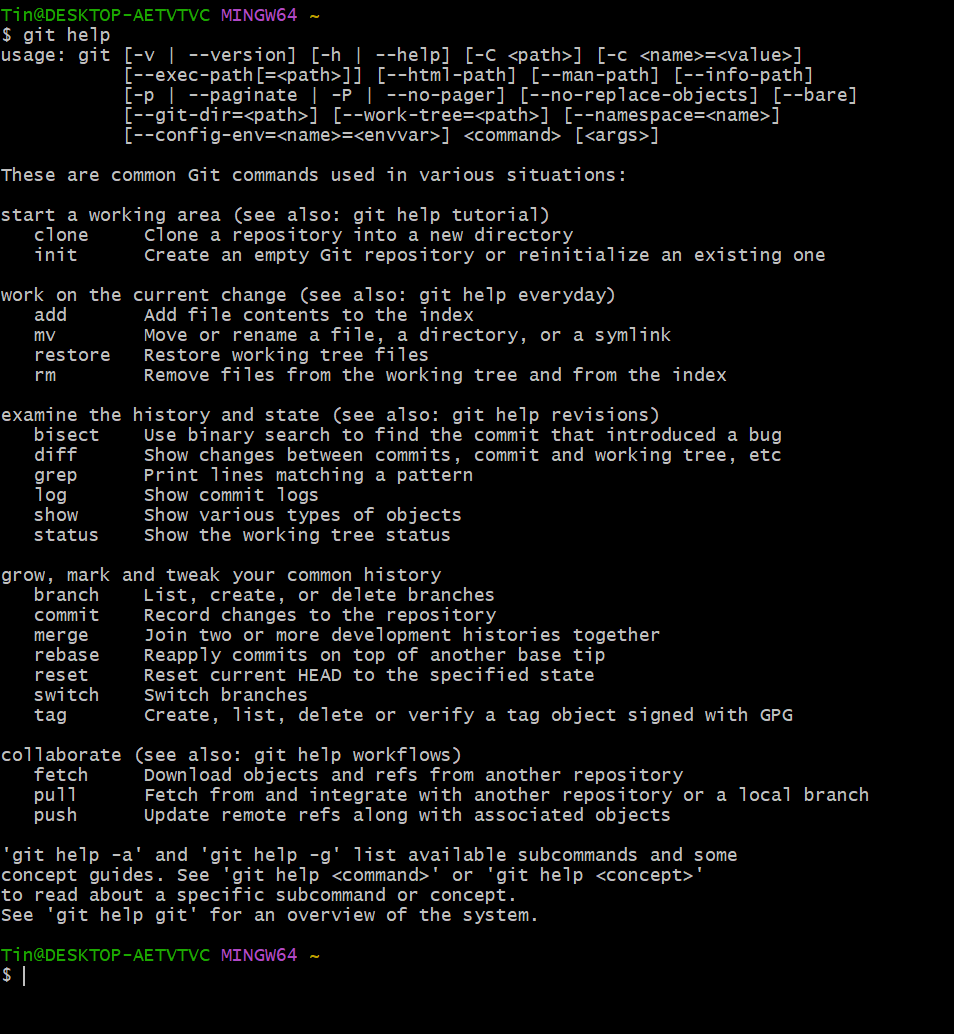 Tin@DESKTOP-AETVTVC MINGW64 ~
$ git help
usage: git [-v | --version] [-h | --help] [-C <path>] [-c <name>=<value>]
           [--exec-path[=<path>]] [--html-path] [--man-path] [--info-path]
           [-p | --paginate | -P | --no-pager] [--no-replace-objects] [--bare]
           [--git-dir=<path>] [--work-tree=<path>] [--namespace=<name>]
           [--config-env=<name>=<envvar>] <command> [<args>]

These are common Git commands used in various situations:

start a working area (see also: git help tutorial)
   clone     Clone a repository into a new directory
   init      Create an empty Git repository or reinitialize an existing one

work on the current change (see also: git help everyday)
   add       Add file contents to the index
   mv        Move or rename a file, a directory, or a symlink
   restore   Restore working tree files
   rm        Remove files from the working tree and from the index

examine the history and state (see also: git help revisions)
   bisect    Use binary search to find the commit that introduced a bug
   diff      Show changes between commits, commit and working tree, etc
   grep      Print lines matching a pattern
   log       Show commit logs
   show      Show various types of objects
   status    Show the working tree status

grow, mark and tweak your common history
   branch    List, create, or delete branches
   commit    Record changes to the repository
   merge     Join two or more development histories together
   rebase    Reapply commits on top of another base tip
   reset     Reset current HEAD to the specified state
   switch    Switch branches
   tag       Create, list, delete or verify a tag object signed with GPG

collaborate (see also: git help workflows)
   fetch     Download objects and refs from another repository
   pull      Fetch from and integrate with another repository or a local branch
   push      Update remote refs along with associated objects

'git help -a' and 'git help -g' list available subcommands and some
concept guides. See 'git help <command>' or 'git help <concept>'
to read about a specific subcommand or concept.
See 'git help git' for an overview of the system.

Tin@DESKTOP-AETVTVC MINGW64 ~
$